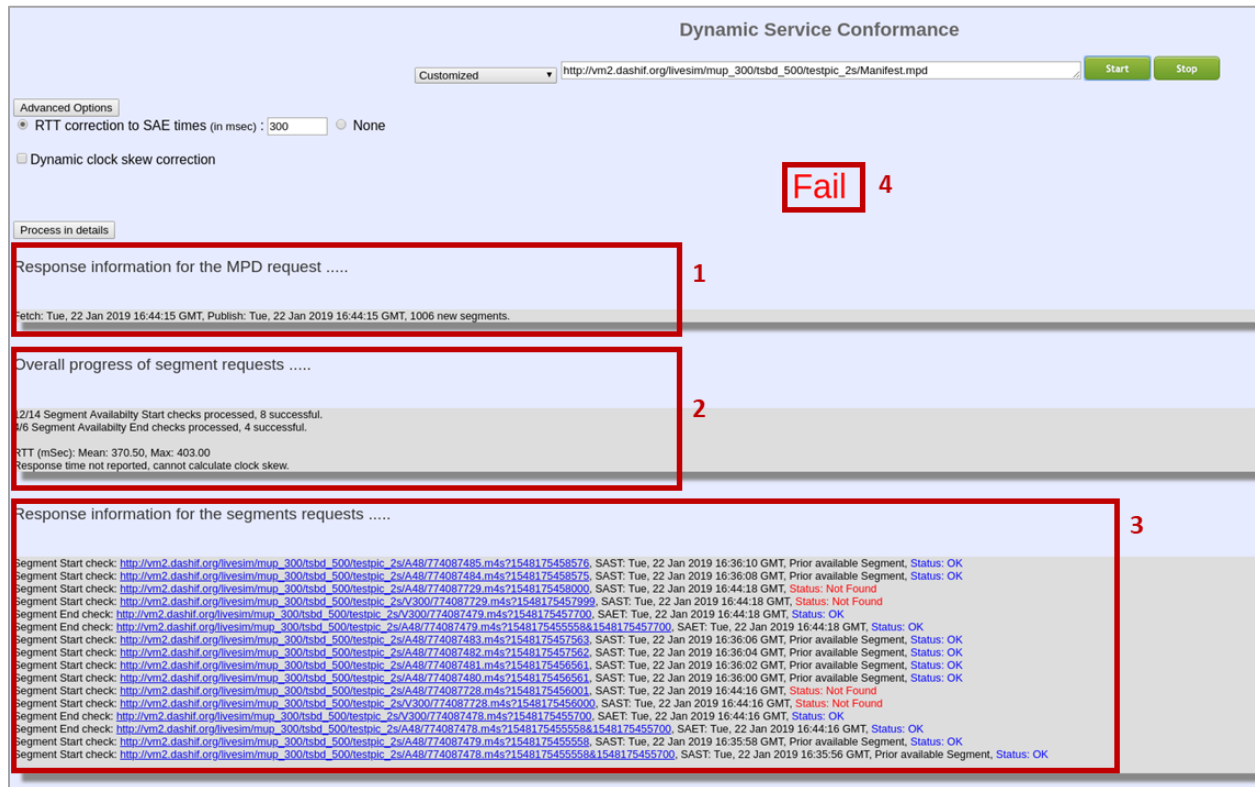 Dynamic Service Conformance
Customized http://vm2.dashif.org/livesim/mup_300/tsbd_500/testpic_2s/Manifest.mpd Start Stop
Advanced Options
RTT correction to SAE times (in msec) : 300 None
Dynamic clock skew correction
Fail 4
Process in details
Response information for the MPD request ..... 1
Fetch: Tue, 22 Jan 2019 16:44:15 GMT, Publish: Tue, 22 Jan 2019 16:44:15 GMT, 1006 new segments.
Overall progress of segment requests ..... 2
12/14 Segment Availabilty Start checks processed, 8 successful.
4/6 Segment Availabilty End checks processed, 4 successful.
RTT (mSec): Mean: 370.50, Max: 403.00
Response time not reported, cannot calculate clock skew.
Response information for the segments requests ..... 3
Segment Start check: http://vm2.dashif.org/livesim/mup_300/tsbd_500/testpic_2s/A48/774087485.m4s?1548175458576, SAST: Tue, 22 Jan 2019 16:36:10 GMT, Prior available Segment, Status: OK
Segment Start check: http://vm2.dashif.org/livesim/mup_300/tsbd_500/testpic_2s/A48/774087484.m4s?1548175458575, SAST: Tue, 22 Jan 2019 16:36:08 GMT, Prior available Segment, Status: OK
Segment Start check: http://vm2.dashif.org/livesim/mup_300/tsbd_500/testpic_2s/A48/774087729.m4s?1548175458000, SAST: Tue, 22 Jan 2019 16:44:18 GMT, Status: Not Found
Segment Start check: http://vm2.dashif.org/livesim/mup_300/tsbd_500/testpic_2s/V300/774087729.m4s?1548175457999, SAST: Tue, 22 Jan 2019 16:44:18 GMT, Status: Not Found
Segment End check: http://vm2.dashif.org/livesim/mup_300/tsbd_500/testpic_2s/V300/774087479.m4s?1548175457700, SAET: Tue, 22 Jan 2019 16:44:18 GMT, Status: OK
Segment End check: http://vm2.dashif.org/livesim/mup_300/tsbd_500/testpic_2s/A48/774087479.m4s?1548175455558&1548175457700, SAET: Tue, 22 Jan 2019 16:44:18 GMT, Status: OK
Segment Start check: http://vm2.dashif.org/livesim/mup_300/tsbd_500/testpic_2s/A48/774087483.m4s?1548175457563, SAST: Tue, 22 Jan 2019 16:36:06 GMT, Prior available Segment, Status: OK
Segment Start check: http://vm2.dashif.org/livesim/mup_300/tsbd_500/testpic_2s/A48/774087482.m4s?1548175457562, SAST: Tue, 22 Jan 2019 16:36:04 GMT, Prior available Segment, Status: OK
Segment Start check: http://vm2.dashif.org/livesim/mup_300/tsbd_500/testpic_2s/A48/774087481.m4s?1548175456561, SAST: Tue, 22 Jan 2019 16:36:02 GMT, Prior available Segment, Status: OK
Segment Start check: http://vm2.dashif.org/livesim/mup_300/tsbd_500/testpic_2s/A48/774087480.m4s?1548175456561, SAST: Tue, 22 Jan 2019 16:36:00 GMT, Prior available Segment, Status: OK
Segment Start check: http://vm2.dashif.org/livesim/mup_300/tsbd_500/testpic_2s/A48/774087728.m4s?1548175456001, SAST: Tue, 22 Jan 2019 16:44:16 GMT, Status: Not Found
Segment Start check: http://vm2.dashif.org/livesim/mup_300/tsbd_500/testpic_2s/V300/774087728.m4s?1548175456000, SAST: Tue, 22 Jan 2019 16:44:16 GMT, Status: Not Found
Segment End check: http://vm2.dashif.org/livesim/mup_300/tsbd_500/testpic_2s/V300/774087478.m4s?1548175455700, SAET: Tue, 22 Jan 2019 16:44:16 GMT, Status: OK
Segment End check: http://vm2.dashif.org/livesim/mup_300/tsbd_500/testpic_2s/A48/774087478.m4s?1548175455558&1548175455700, SAET: Tue, 22 Jan 2019 16:44:16 GMT, Status: OK
Segment Start check: http://vm2.dashif.org/livesim/mup_300/tsbd_500/testpic_2s/A48/774087479.m4s?1548175455558, SAST: Tue, 22 Jan 2019 16:35:58 GMT, Prior available Segment, Status: OK
Segment Start check: http://vm2.dashif.org/livesim/mup_300/tsbd_500/testpic_2s/A48/774087478.m4s?1548175455558&1548175455700, SAST: Tue, 22 Jan 2019 16:35:56 GMT, Prior available Segment, Status: OK